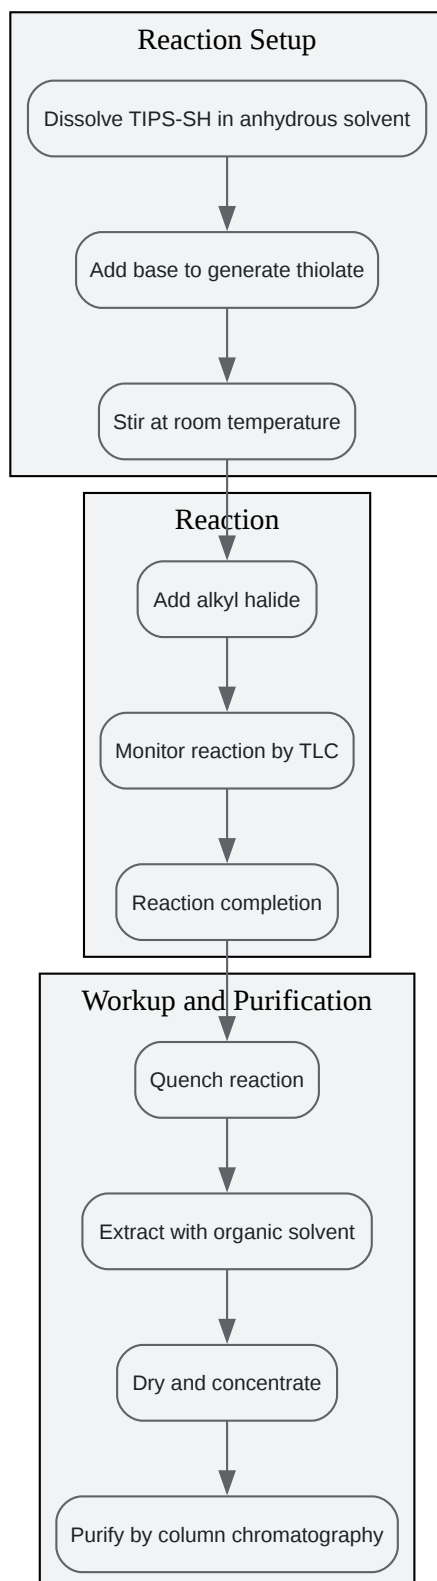 Reaction Setup
Dissolve TIPS-SH in anhydrous solvent
Add base to generate thiolate
Stir at room temperature
Reaction
Add alkyl halide
Monitor reaction by TLC
Reaction completion
Workup and Purification
Quench reaction
Extract with organic solvent
Dry and concentrate
Purify by column chromatography